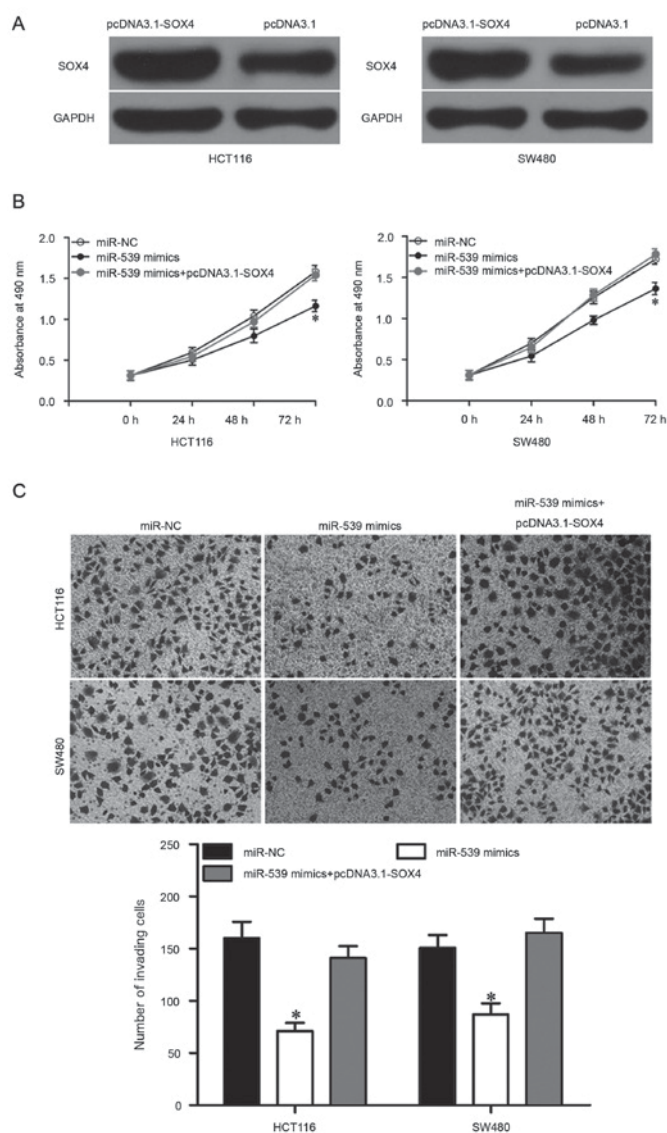 A
pcDNA3.1-SOX4 pcDNA3.1
SOX4
GAPDH
HCT116
pcDNA3.1-SOX4 pcDNA3.1
SOX4
GAPDH
SW480
B
miR-NC
miR-539 mimics
miR-539 mimics+pcDNA3.1-SOX4
Absorbance at 490 nm
2.0
1.5
1.0
0.5
0.0
*
0 h 24 h 48 h 72 h
HCT116
miR-NC
miR-539 mimics
miR-539 mimics+pcDNA3.1-SOX4
Absorbance at 490 nm
2.0
1.5
1.0
0.5
0.0
*
0 h 24 h 48 h 72 h
SW480
C
miR-NC
miR-539 mimics
miR-539 mimics+
pcDNA3.1-SOX4
HCT116
SW480
miR-NC
miR-539 mimics
miR-539 mimics+pcDNA3.1-SOX4
Number of invading cells
250
200
150
100
50
0
*
*
HCT116 SW480